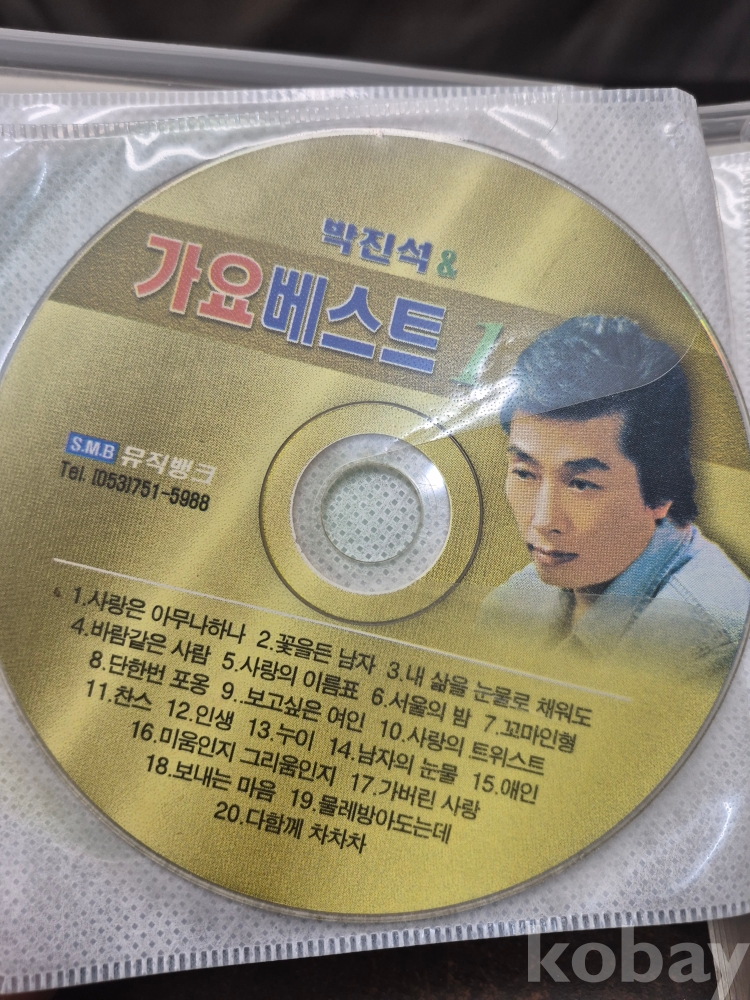 박진석 &
가요베스트 1
S.M.B 뮤직뱅크
Tel. (053)751-5988
1.사랑은 아무나하나 2.꽃을든 남자 3.내 삶을 눈물로 채워도
4.바람같은 사람 5.사랑의 이름표 6.서울의 밤 7.꼬마인형
8.단한번 포옹 9..보고싶은 여인 10.사랑의 트위스트
11.찬스 12.인생 13.누이 14.남자의 눈물 15.애인
16.미움인지 그리움인지 17.가버린 사랑
18.보내는 마음 19.물레방아도는데
20.다함께 차차차
kobay